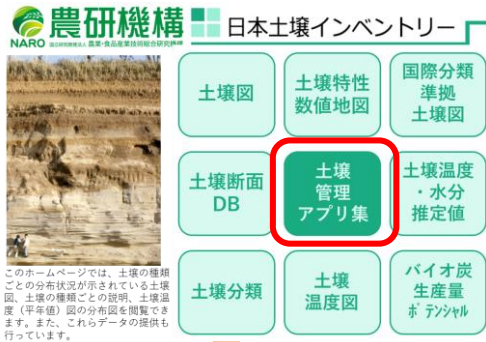 農研機構
NARO 国立研究開発法人 農業・食品産業技術総合研究機構
日本土壌インベントリー
土壌図
土壌特性
数値地図
国際分類
準拠
土壌図
土壌断面
DB
土壌
管理
アプリ集
土壌温度
・水分
推定値
土壌分類
土壌
温度図
バイオ炭
生産量
ポテンシャル
このホームページでは、土壌の種類
ごとの分布状況が示されている土壌
図、土壌の種類ごとの説明、土壌温
度（平年値）図の分布図を閲覧でき
ます。また、これらデータの提供も
行っています。